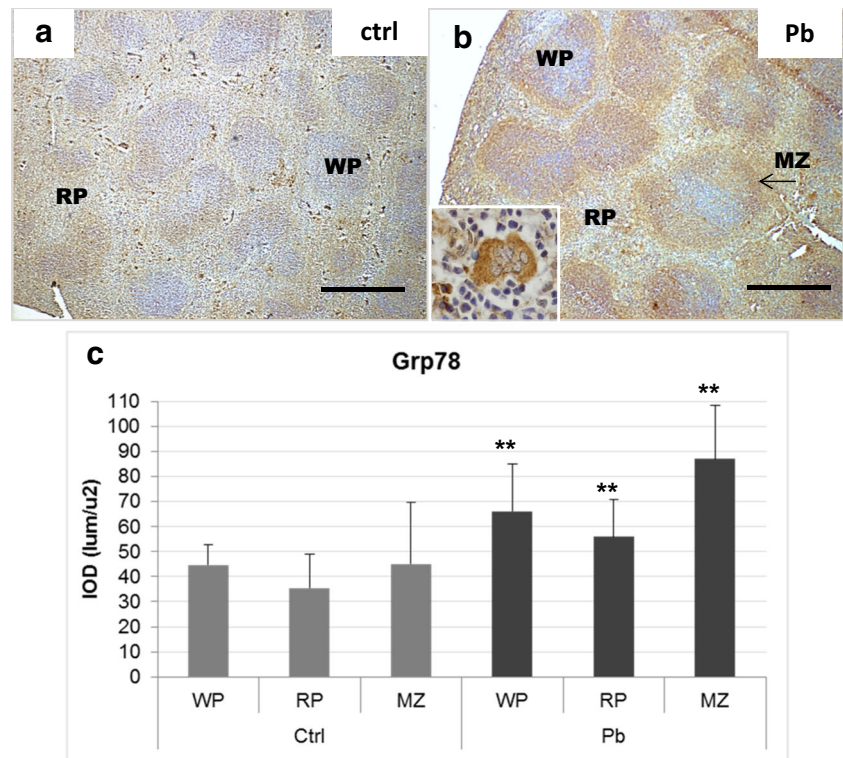 a ctrl
b Pb
WP
MZ
WP
RP
RP
c
Grp78
110
100
90
80
70
60
50
40
30
20
10
0
IOD (lum/u2)
** ** **
WP RP MZ WP RP MZ
Ctrl Pb